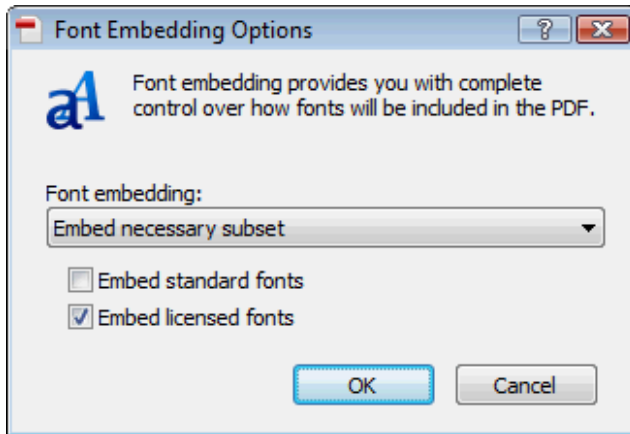 Font Embedding Options
Font embedding provides you with complete
control over how fonts will be included in the PDF.
Font embedding:
Embed necessary subset
Embed standard fonts
Embed licensed fonts
OK
Cancel